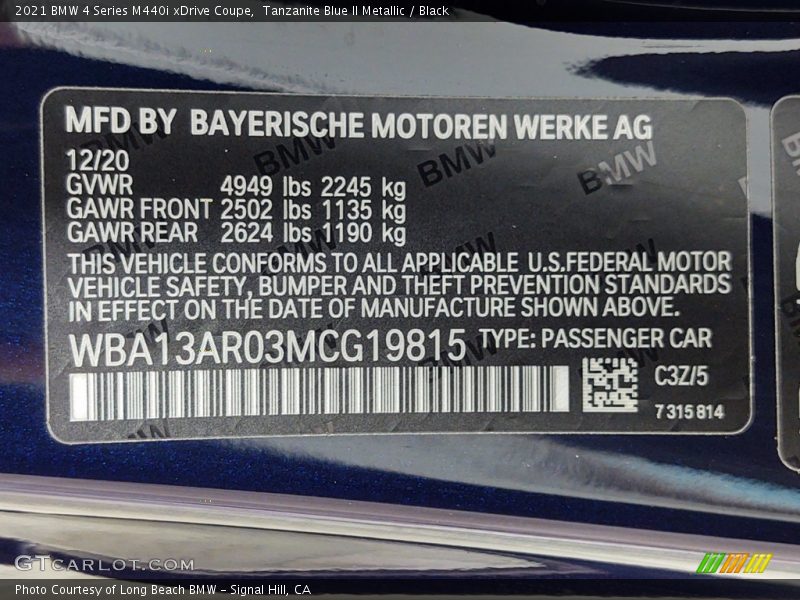 2021 BMW 4 Series M440i xDrive Coupe, Tanzanite Blue II Metallic / Black
MFD BY BAYERISCHE MOTOREN WERKE AG
12/20
GVWR 4949 lbs 2245 kg
GAWR FRONT 2502 lbs 1135 kg
GAWR REAR 2624 lbs 1190 kg
THIS VEHICLE CONFORMS TO ALL APPLICABLE U.S.FEDERAL MOTOR
VEHICLE SAFETY, BUMPER AND THEFT PREVENTION STANDARDS
IN EFFECT ON THE DATE OF MANUFACTURE SHOWN ABOVE.
WBA13AR03MCG19815 TYPE: PASSENGER CAR
C3Z/5
7315814
GTCARLOT.COM
Photo Courtesy of Long Beach BMW - Signal Hill, CA